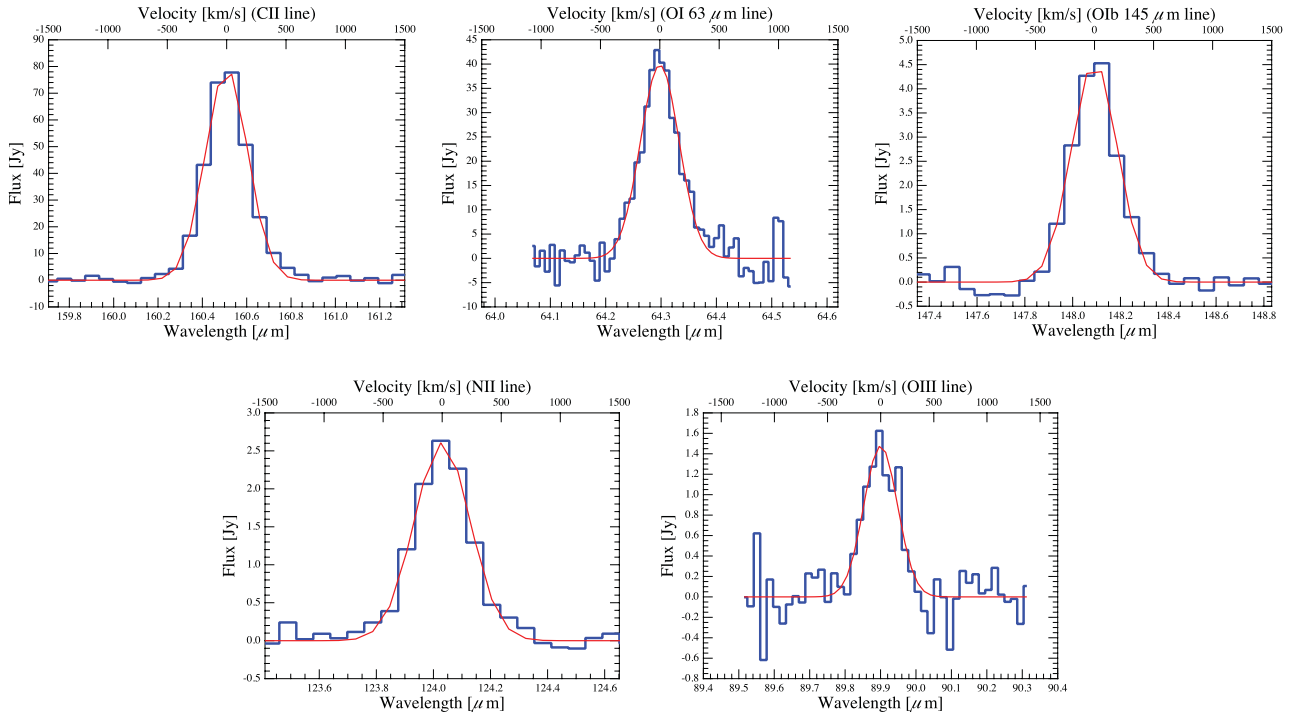 Velocity [km/s] (CII line)
-1500 -1000 -500 0 500 1000 1500
90
80
70
60
50
40
30
20
10
0
-10
Flux [Jy]
159.8 160.0 160.2 160.4 160.6 160.8 161.0 161.2
Wavelength [μm]
Velocity [km/s] (OI 63 μm line)
-1000 -500 0 500 1000 1500
45
40
35
30
25
20
15
10
5
0
-5
-10
Flux [Jy]
64.0 64.1 64.2 64.3 64.4 64.5 64.6
Wavelength [μm]
Velocity [km/s] (OIb 145 μm line)
-1500 -1000 -500 0 500 1000 1500
5.0
4.5
4.0
3.5
3.0
2.5
2.0
1.5
1.0
0.5
0.0
-0.5
Flux [Jy]
147.4 147.6 147.8 148.0 148.2 148.4 148.6 148.8
Wavelength [μm]
Velocity [km/s] (NII line)
-1500 -1000 -500 0 500 1000 1500
3.0
2.5
2.0
1.5
1.0
0.5
0.0
-0.5
Flux [Jy]
123.6 123.8 124.0 124.2 124.4 124.6
Wavelength [μm]
Velocity [km/s] (OIII line)
-1500 -1000 -500 0 500 1000 1500
1.8
1.6
1.4
1.2
1.0
0.8
0.6
0.4
0.2
0.0
-0.2
-0.4
-0.6
-0.8
Flux [Jy]
89.4 89.5 89.6 89.7 89.8 89.9 90.0 90.1 90.2 90.3 90.4
Wavelength [μm]